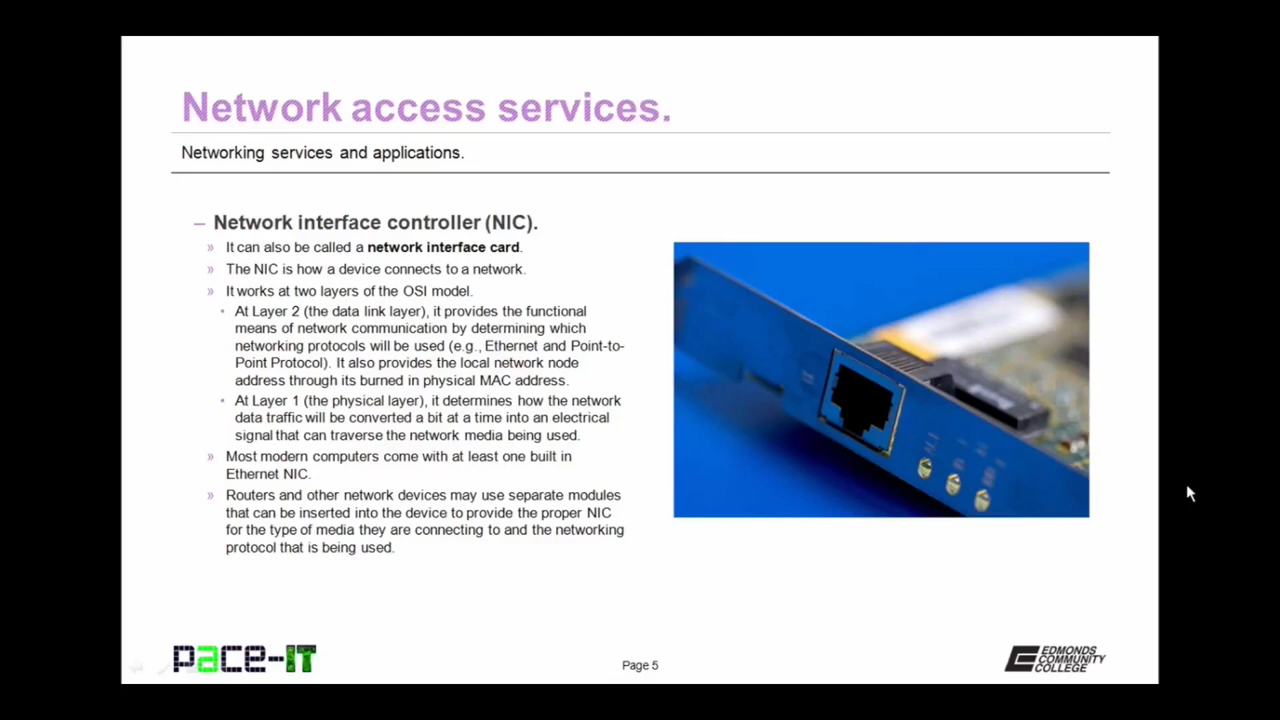 Network access services.
Networking services and applications.
– Network interface controller (NIC).
» It can also be called a network interface card.
» The NIC is how a device connects to a network.
» It works at two layers of the OSI model.
• At Layer 2 (the data link layer), it provides the functional
means of network communication by determining which
networking protocols will be used (e.g., Ethernet and Point-to-
Point Protocol). It also provides the local network node
address through its burned in physical MAC address.
• At Layer 1 (the physical layer), it determines how the network
data traffic will be converted a bit at a time into an electrical
signal that can traverse the network media being used.
» Most modern computers come with at least one built in
Ethernet NIC.
» Routers and other network devices may use separate modules
that can be inserted into the device to provide the proper NIC
for the type of media they are connecting to and the networking
protocol that is being used.
pace-IT
Page 5
EDMONDS
COMMUNITY
COLLEGE